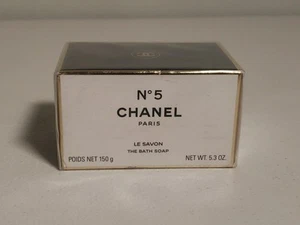 N°5
CHANEL
PARIS
LE SAVON
THE BATH SOAP
POIDS NET 150 g NET WT. 5.3 OZ.